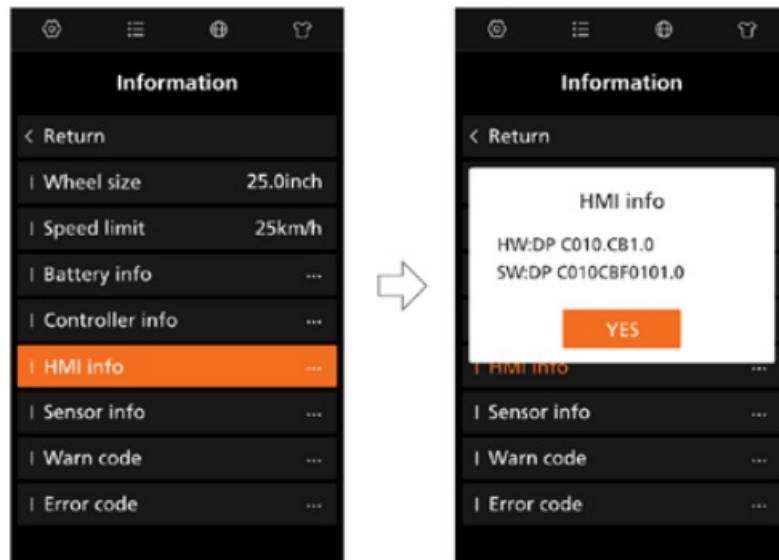 Information
< Return
| Wheel size 25.0inch
| Speed limit 25km/h
| Battery info ...
| Controller info ...
| HMI info ...
| Sensor info ...
| Warn code ...
| Error code ...
Information
< Return
HMI info
HW:DP C010.CB1.0
SW:DP C010CBF0101.0
YES
| HMI info ...
| Sensor info ...
| Warn code ...
| Error code ...